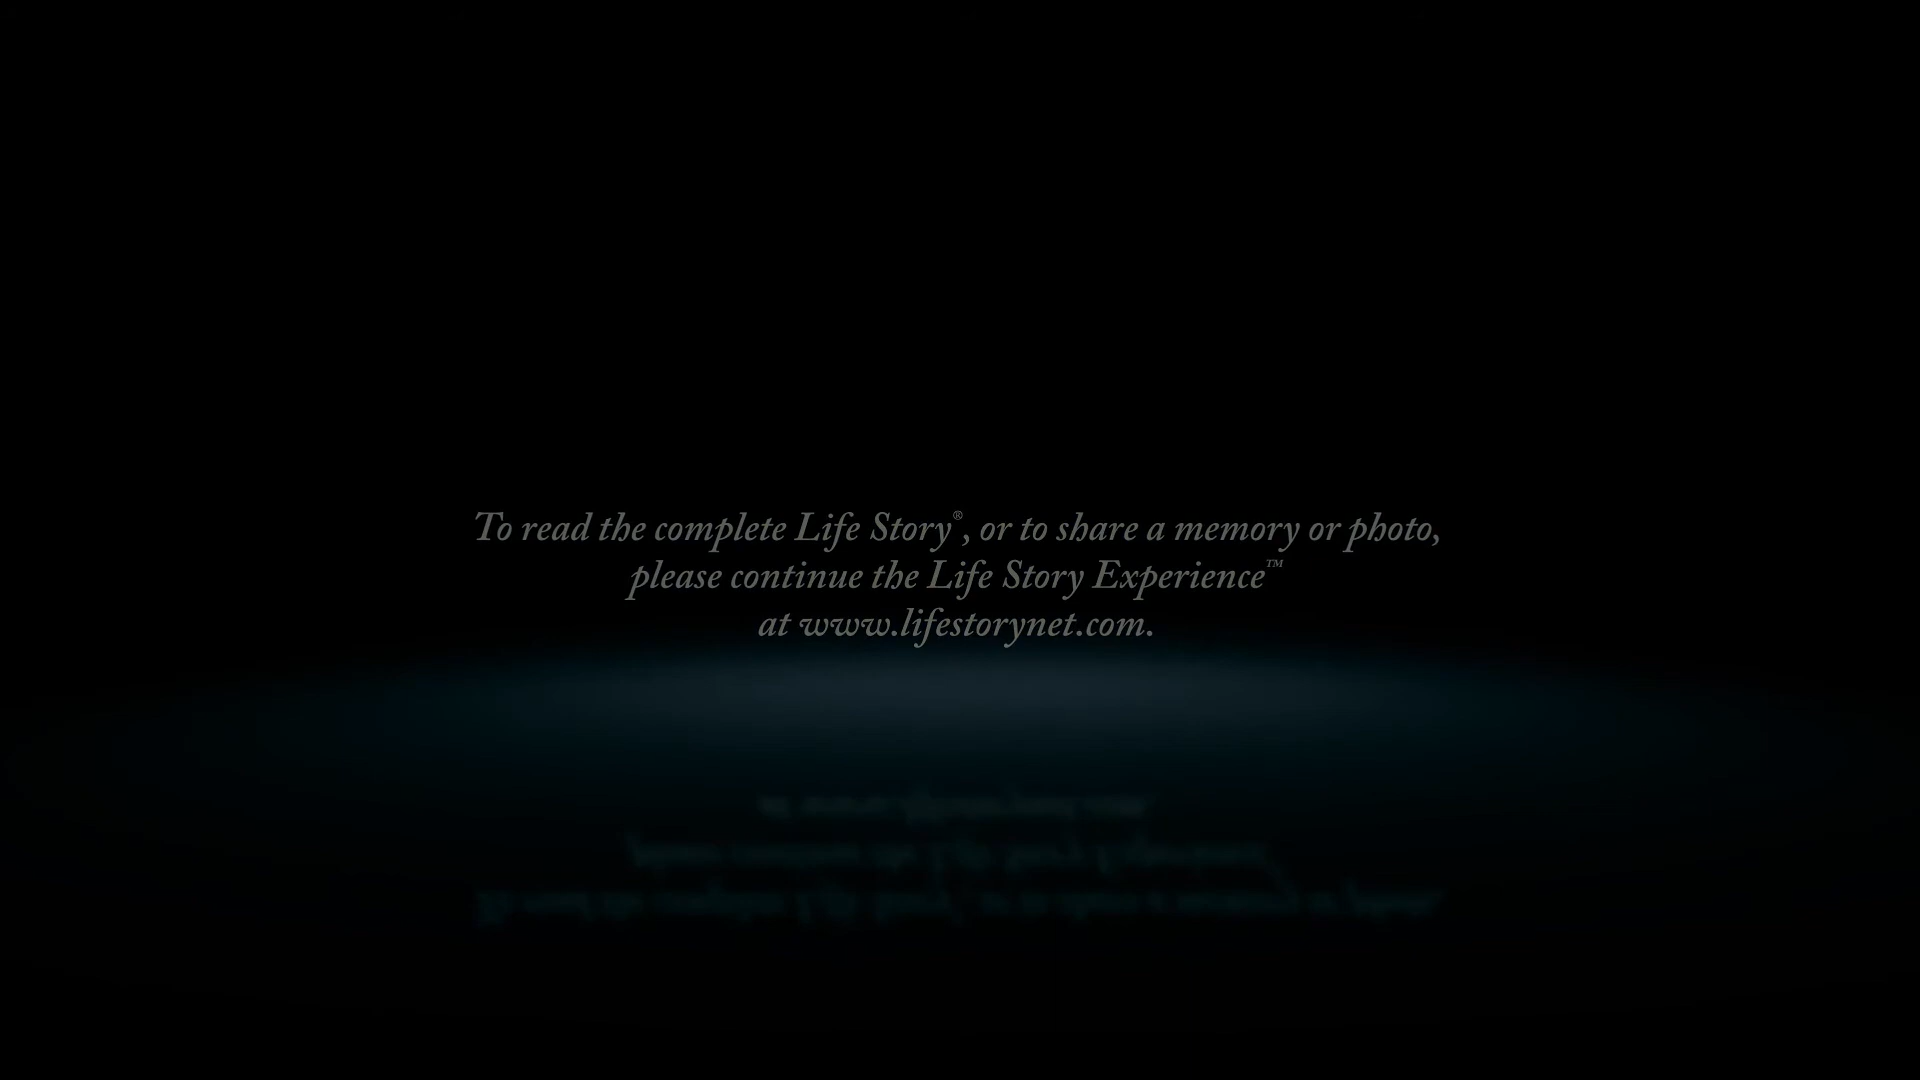 To read the complete Life Story®, or to share a memory or photo,
please continue the Life Story Experience™
at www.lifestorynet.com.